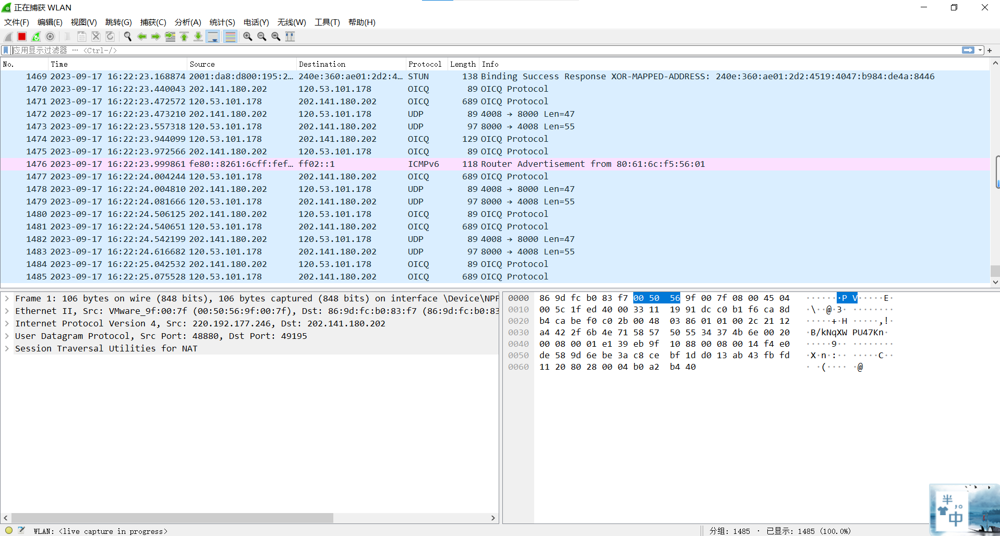 正在捕获 WLAN
文件(F) 编辑(E) 视图(V) 跳转(G) 捕获(C) 分析(A) 统计(S) 电话(Y) 无线(W) 工具(T) 帮助(H)
应用显示过滤器 … <Ctrl-/>
No. Time Source Destination Protocol Length Info
1469 2023-09-17 16:22:23.168874 2001:da8:d800:195:2… 240e:360:ae01:2d2:4… STUN 138 Binding Success Response XOR-MAPPED-ADDRESS: 240e:360:ae01:2d2:4519:4047:b984:de4a:8446
1470 2023-09-17 16:22:23.440043 202.141.180.202 120.53.101.178 OICQ 89 OICQ Protocol
1471 2023-09-17 16:22:23.472572 120.53.101.178 202.141.180.202 OICQ 689 OICQ Protocol
1472 2023-09-17 16:22:23.473210 202.141.180.202 120.53.101.178 UDP 89 4008 → 8000 Len=47
1473 2023-09-17 16:22:23.557318 120.53.101.178 202.141.180.202 UDP 97 8000 → 4008 Len=55
1474 2023-09-17 16:22:23.944099 120.53.101.178 202.141.180.202 OICQ 129 OICQ Protocol
1475 2023-09-17 16:22:23.972566 202.141.180.202 120.53.101.178 OICQ 89 OICQ Protocol
1476 2023-09-17 16:22:23.999861 fe80::8261:6cff:fef… ff02::1 ICMPv6 118 Router Advertisement from 80:61:6c:f5:56:01
1477 2023-09-17 16:22:24.004244 120.53.101.178 202.141.180.202 OICQ 689 OICQ Protocol
1478 2023-09-17 16:22:24.004810 202.141.180.202 120.53.101.178 UDP 89 4008 → 8000 Len=47
1479 2023-09-17 16:22:24.081666 120.53.101.178 202.141.180.202 UDP 97 8000 → 4008 Len=55
1480 2023-09-17 16:22:24.506125 202.141.180.202 120.53.101.178 OICQ 89 OICQ Protocol
1481 2023-09-17 16:22:24.540651 120.53.101.178 202.141.180.202 OICQ 689 OICQ Protocol
1482 2023-09-17 16:22:24.542199 202.141.180.202 120.53.101.178 UDP 89 4008 → 8000 Len=47
1483 2023-09-17 16:22:24.616682 120.53.101.178 202.141.180.202 UDP 97 8000 → 4008 Len=55
1484 2023-09-17 16:22:25.042532 202.141.180.202 120.53.101.178 OICQ 89 OICQ Protocol
1485 2023-09-17 16:22:25.075528 120.53.101.178 202.141.180.202 OICQ 689 OICQ Protocol
Frame 1: 106 bytes on wire (848 bits), 106 bytes captured (848 bits) on interface \Device\NPF
Ethernet II, Src: VMware_9f:00:7f (00:50:56:9f:00:7f), Dst: 86:9d:fc:b0:83:f7 (86:9d:fc:b0:83
Internet Protocol Version 4, Src: 220.192.177.246, Dst: 202.141.180.202
User Datagram Protocol, Src Port: 48880, Dst Port: 49195
Session Traversal Utilities for NAT
0000 86 9d fc b0 83 f7 00 50 56 9f 00 7f 08 00 45 04 ·······PV·····E·
0010 00 5c 1f ed 40 00 33 11 19 91 dc c0 b1 f6 ca 8d ·\··@·3· ········
0020 b4 ca be f0 c0 2b 00 48 03 86 01 01 00 2c 21 12 ·····+·H ·····,!·
0030 a4 42 2f 6b 4e 71 58 57 50 55 34 37 4b 6e 00 20 ·B/kNqXW PU47Kn·
0040 00 08 00 01 e1 39 eb 9f 10 88 00 08 00 14 f4 e0 ·····9·· ········
0050 de 58 9d 6e be 3a c8 ce bf 1d d0 13 ab 43 fb fd ·X·n·:·· ·····C··
0060 11 20 80 28 00 04 b0 a2 b4 40 · ·(···· ·@
半
中
WLAN: <live capture in progress>
分组: 1485 · 已显示: 1485 (100.0%)